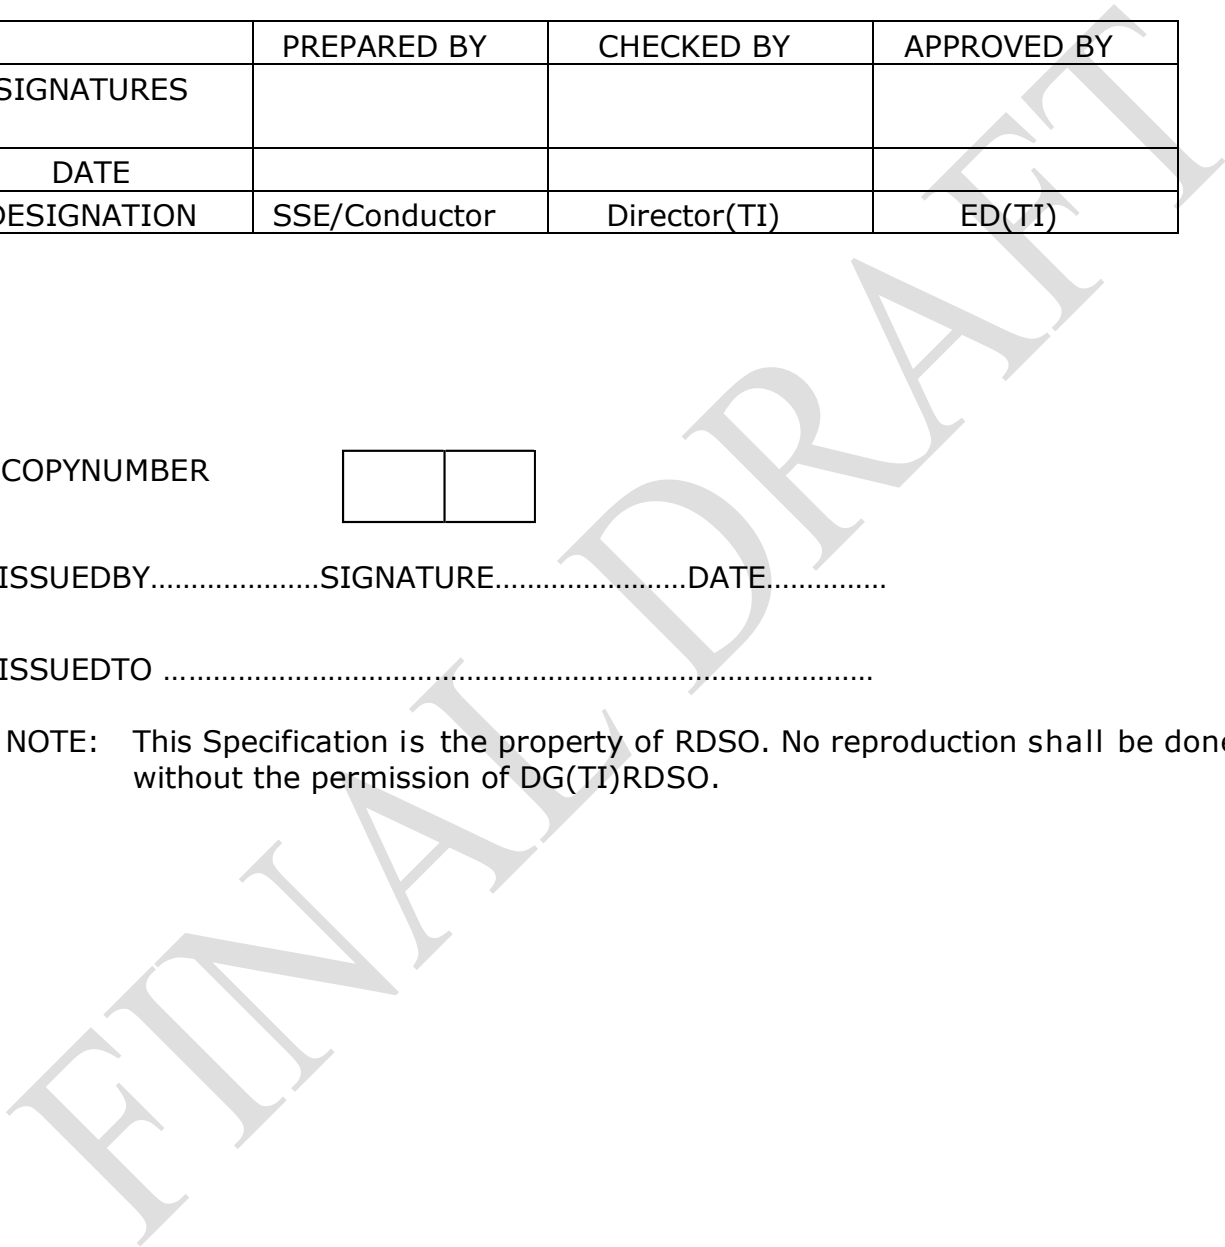 PREPARED BY CHECKED BY APPROVED BY
SIGNATURES
DATE
DESIGNATION SSE/Conductor Director(TI) ED(TI)
COPYNUMBER
ISSUEDBY.....................SIGNATURE........................DATE...............
ISSUEDTO ........................................................................................
NOTE: This Specification is the property of RDSO. No reproduction shall be done
without the permission of DG(TI)RDSO.
FINAL DRAFT